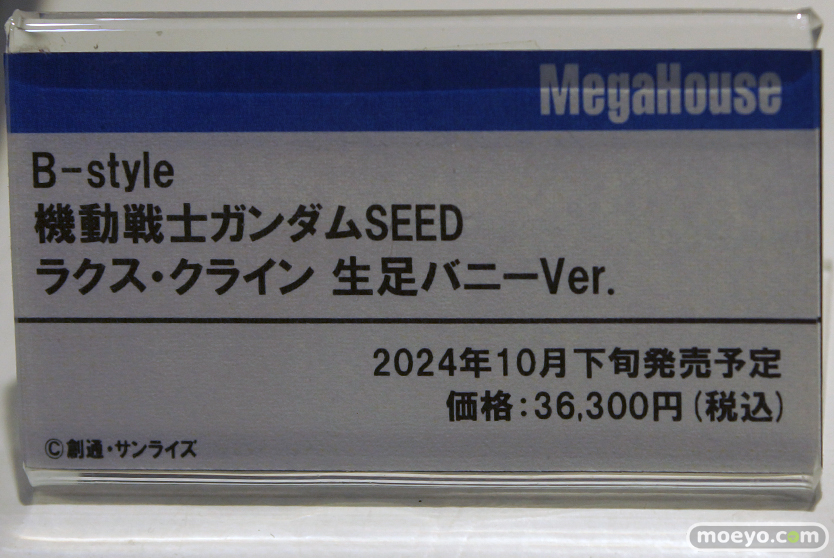 MegaHouse
B-style
機動戦士ガンダムSEED
ラクス・クライン 生足バニーVer.
2024年10月下旬発売予定
価格：36,300円（税込）
©創通・サンライズ
moeyo.com